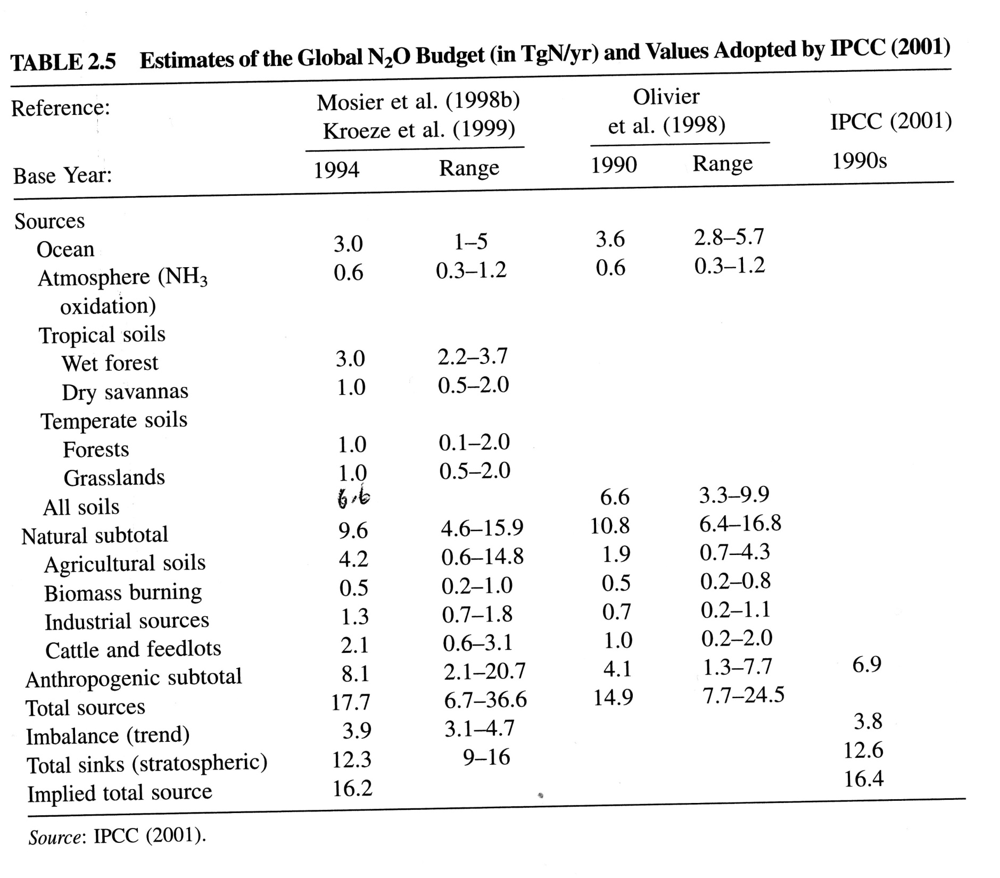 TABLE 2.5 Estimates of the Global N₂O Budget (in TgN/yr) and Values Adopted by IPCC (2001)
Reference: Mosier et al. (1998b) Olivier
Kroeze et al. (1999) et al. (1998) IPCC (2001)
Base Year: 1994 Range 1990 Range 1990s
Sources
Ocean 3.0 1–5 3.6 2.8–5.7
Atmosphere (NH₃ 0.6 0.3–1.2 0.6 0.3–1.2
oxidation)
Tropical soils
Wet forest 3.0 2.2–3.7
Dry savannas 1.0 0.5–2.0
Temperate soils
Forests 1.0 0.1–2.0
Grasslands 1.0 0.5–2.0
All soils 6.6 6.6 3.3–9.9
Natural subtotal 9.6 4.6–15.9 10.8 6.4–16.8
Agricultural soils 4.2 0.6–14.8 1.9 0.7–4.3
Biomass burning 0.5 0.2–1.0 0.5 0.2–0.8
Industrial sources 1.3 0.7–1.8 0.7 0.2–1.1
Cattle and feedlots 2.1 0.6–3.1 1.0 0.2–2.0
Anthropogenic subtotal 8.1 2.1–20.7 4.1 1.3–7.7 6.9
Total sources 17.7 6.7–36.6 14.9 7.7–24.5
Imbalance (trend) 3.9 3.1–4.7 3.8
Total sinks (stratospheric) 12.3 9–16 12.6
Implied total source 16.2 16.4
Source: IPCC (2001).